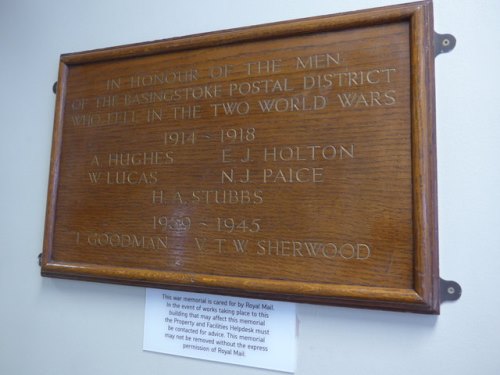 IN HONOUR OF THE MEN
OF THE BASINGSTOKE POSTAL DISTRICT
WHO FELL IN THE TWO WORLD WARS
1914 - 1918
A. HUGHES E. J. HOLTON
W. LUCAS N. J. PAICE
H. A. STUBBS
1939 - 1945
L. GOODMAN V. T. W. SHERWOOD
This war memorial is cared for by Royal Mail.
In the event of works taking place to this
building that may affect this memorial
the Property and Facilities Helpdesk must
be contacted for advice. This memorial
may not be removed without the express
permission of Royal Mail.